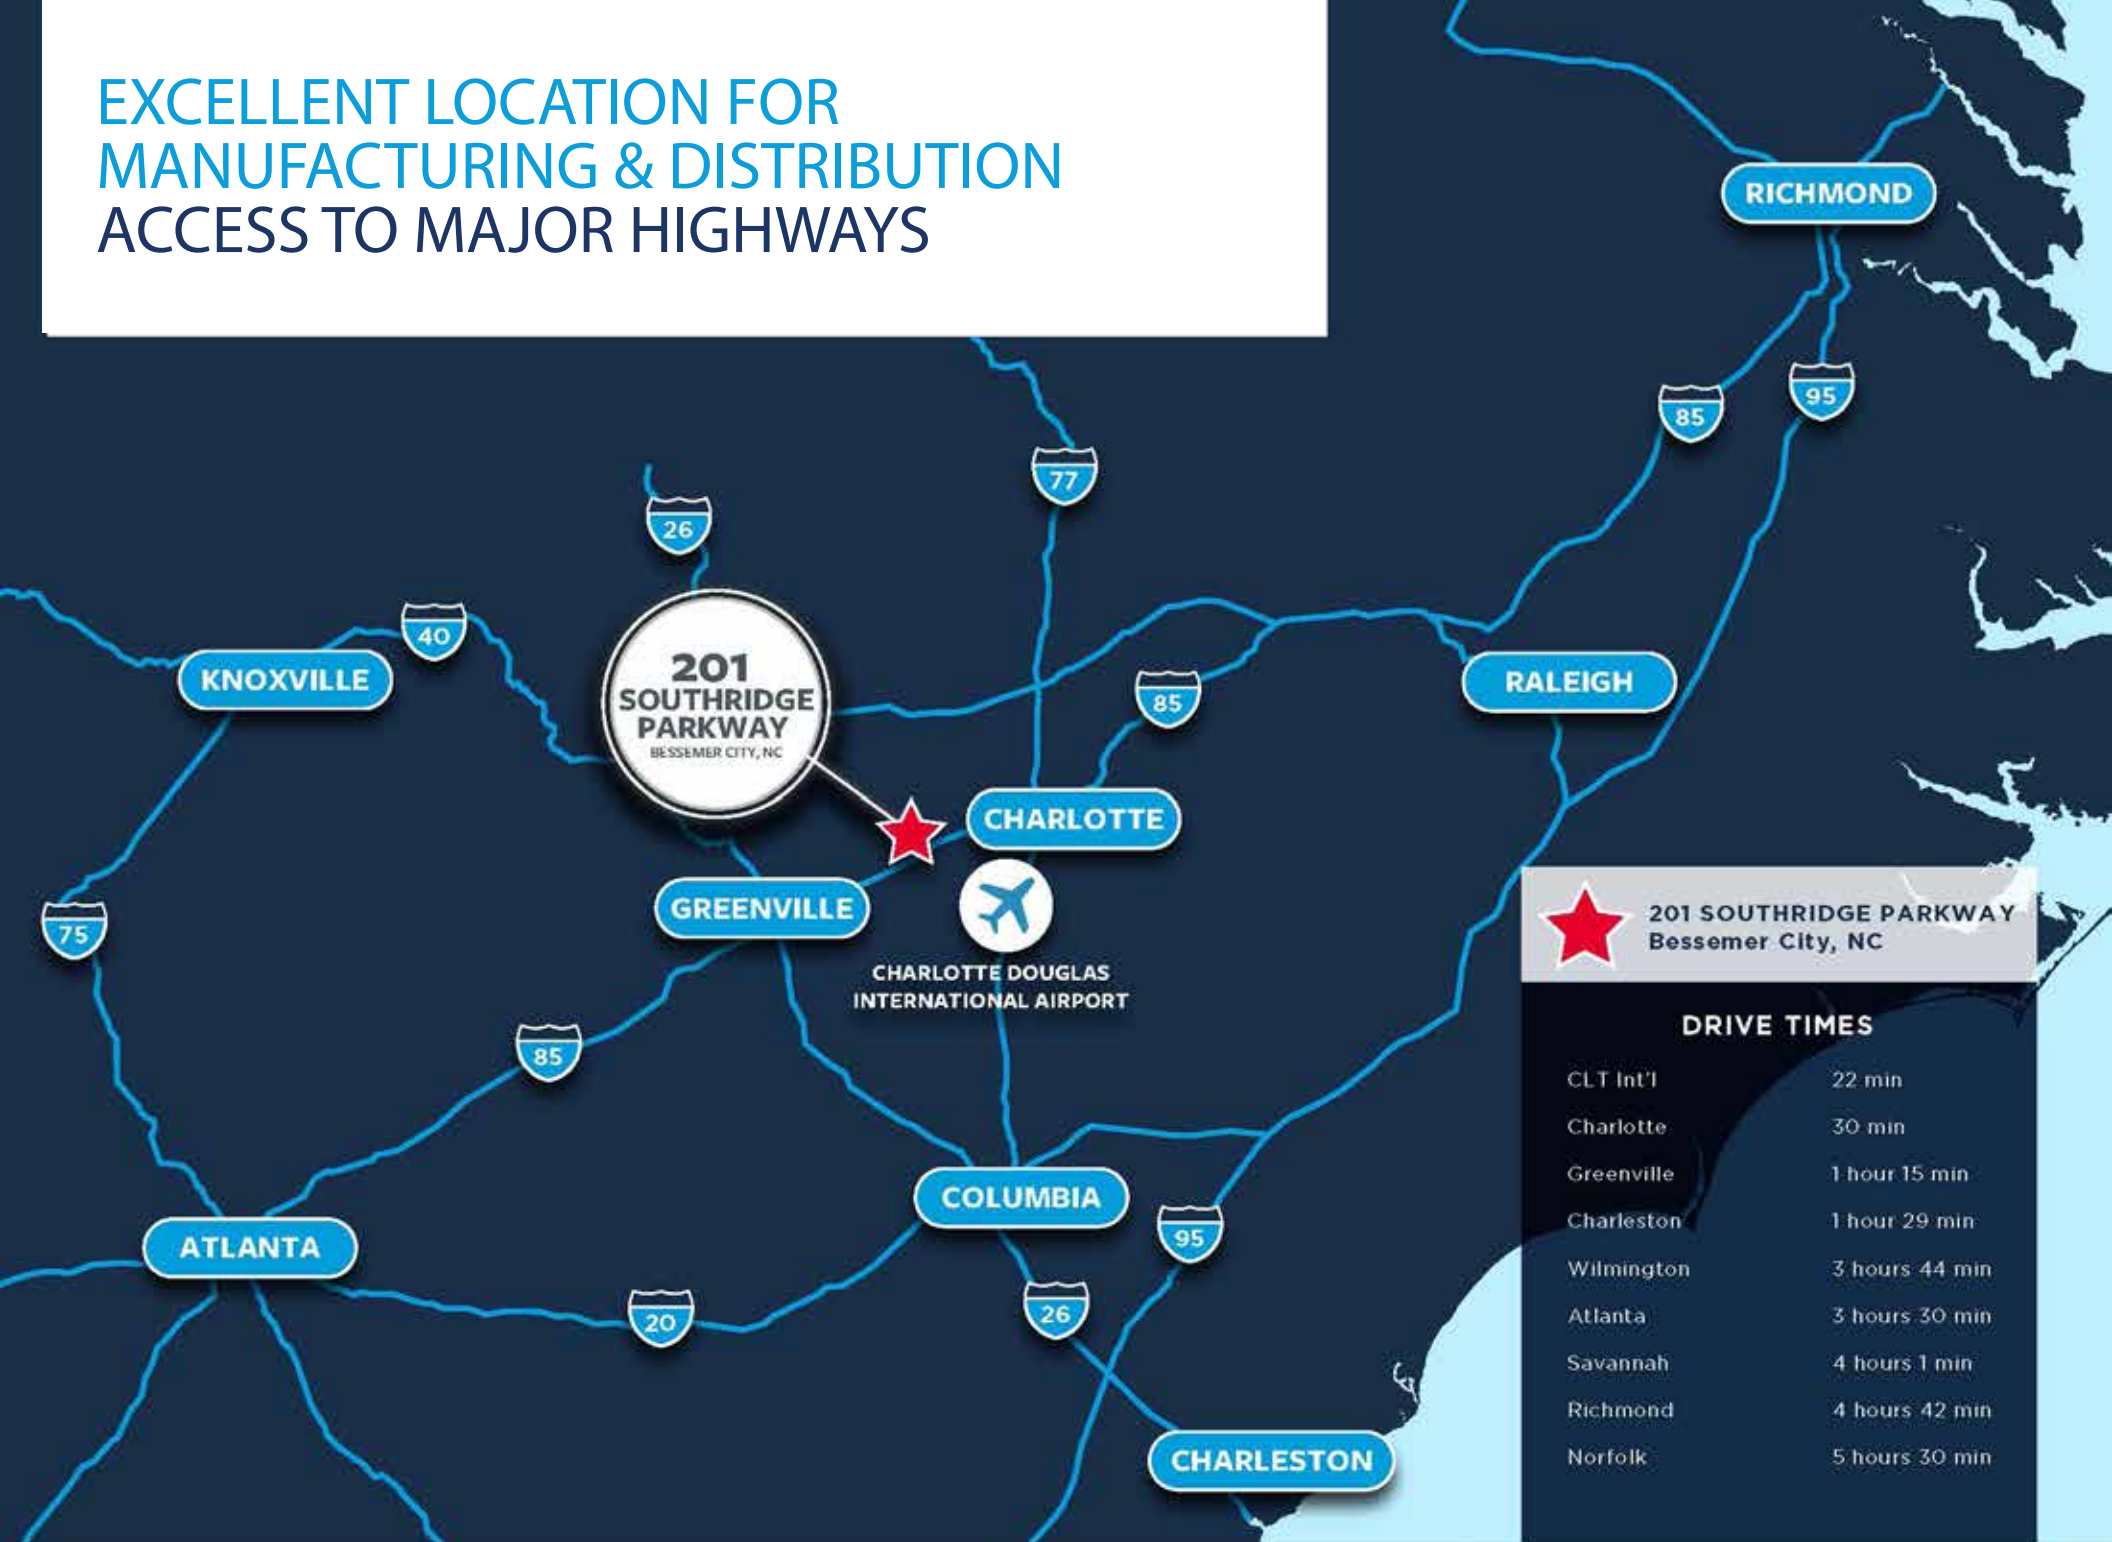 EXCELLENT LOCATION FOR
MANUFACTURING & DISTRIBUTION
ACCESS TO MAJOR HIGHWAYS
RICHMOND
85
95
77
26
40
KNOXVILLE
201
SOUTHRIDGE
PARKWAY
BESSEMER CITY, NC
85
RALEIGH
CHARLOTTE
GREENVILLE
75
CHARLOTTE DOUGLAS
INTERNATIONAL AIRPORT
85
COLUMBIA
ATLANTA
95
20
26
CHARLESTON
201 SOUTHRIDGE PARKWAY
Bessemer City, NC
DRIVE TIMES
CLT Int'l 22 min
Charlotte 30 min
Greenville 1 hour 15 min
Charleston 1 hour 29 min
Wilmington 3 hours 44 min
Atlanta 3 hours 30 min
Savannah 4 hours 1 min
Richmond 4 hours 42 min
Norfolk 5 hours 30 min